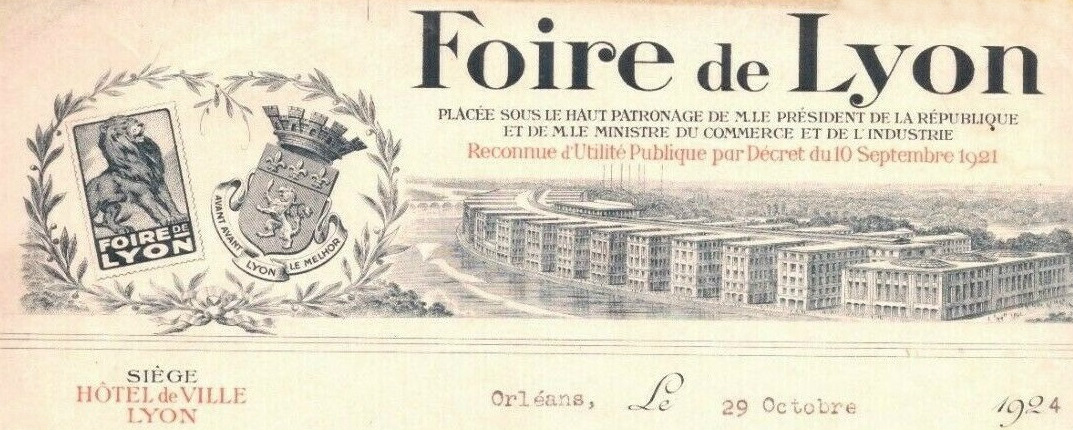 Foire de Lyon
PLACÉE SOUS LE HAUT PATRONAGE DE M.LE PRÉSIDENT DE LA RÉPUBLIQUE
ET DE M.LE MINISTRE DU COMMERCE ET DE L'INDUSTRIE
Reconnue d'Utilité Publique par Décret du 10 Septembre 1921
FOIRE DE
LYON
AVANT AVANT LYON LE MELHOR
SIÈGE
HÔTEL de VILLE
LYON
Orléans, Le 29 Octobre 1924